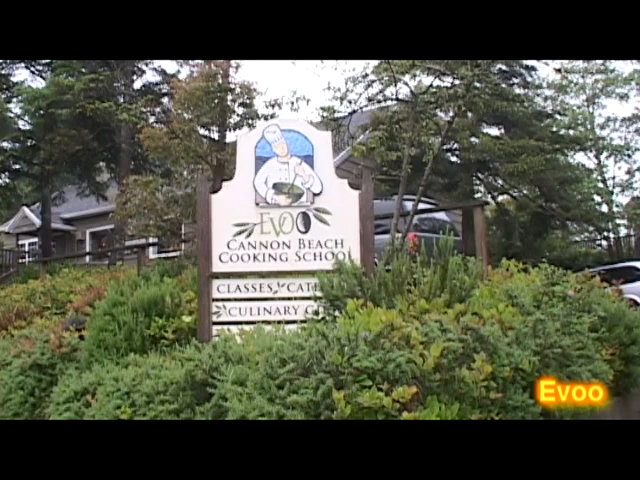 EVOO
CANNON BEACH
COOKING SCHOOL
CLASSES
CULINARY
Evoo